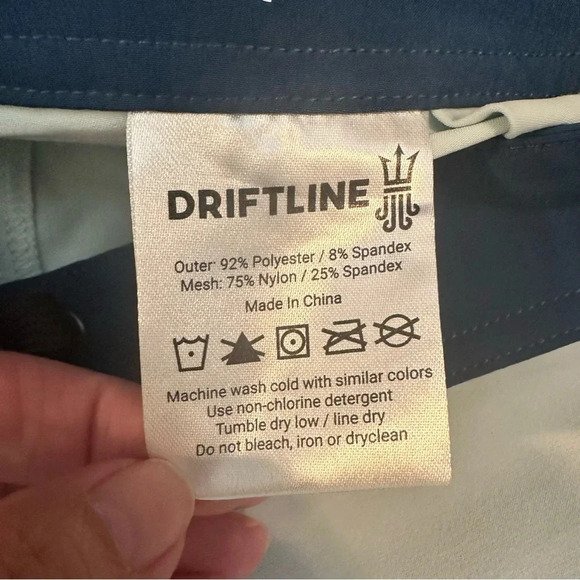 DRIFTLINE
Outer: 92% Polyester / 8% Spandex
Mesh: 75% Nylon / 25% Spandex
Made In China
Machine wash cold with similar colors
Use non-chlorine detergent
Tumble dry low / line dry
Do not bleach, iron or dryclean